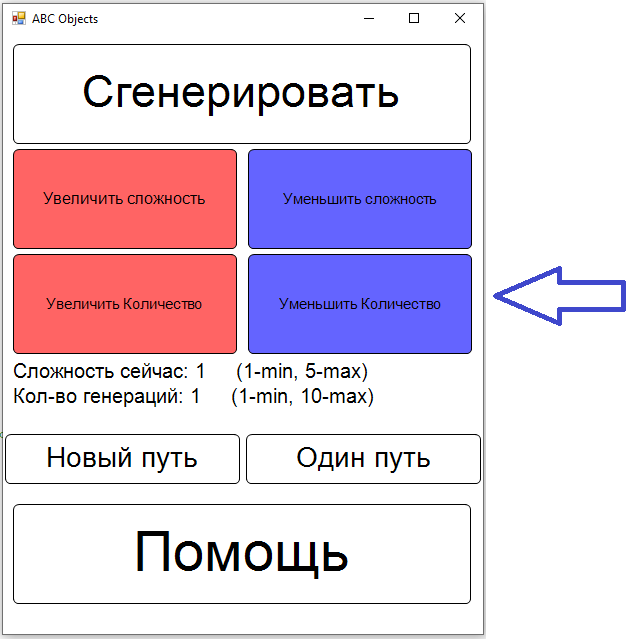 ABC Objects
Сгенерировать
Увеличить сложность
Уменьшить сложность
Увеличить Количество
Уменьшить Количество
Сложность сейчас: 1 (1-min, 5-max)
Кол-во генераций: 1 (1-min, 10-max)
Новый путь
Один путь
Помощь